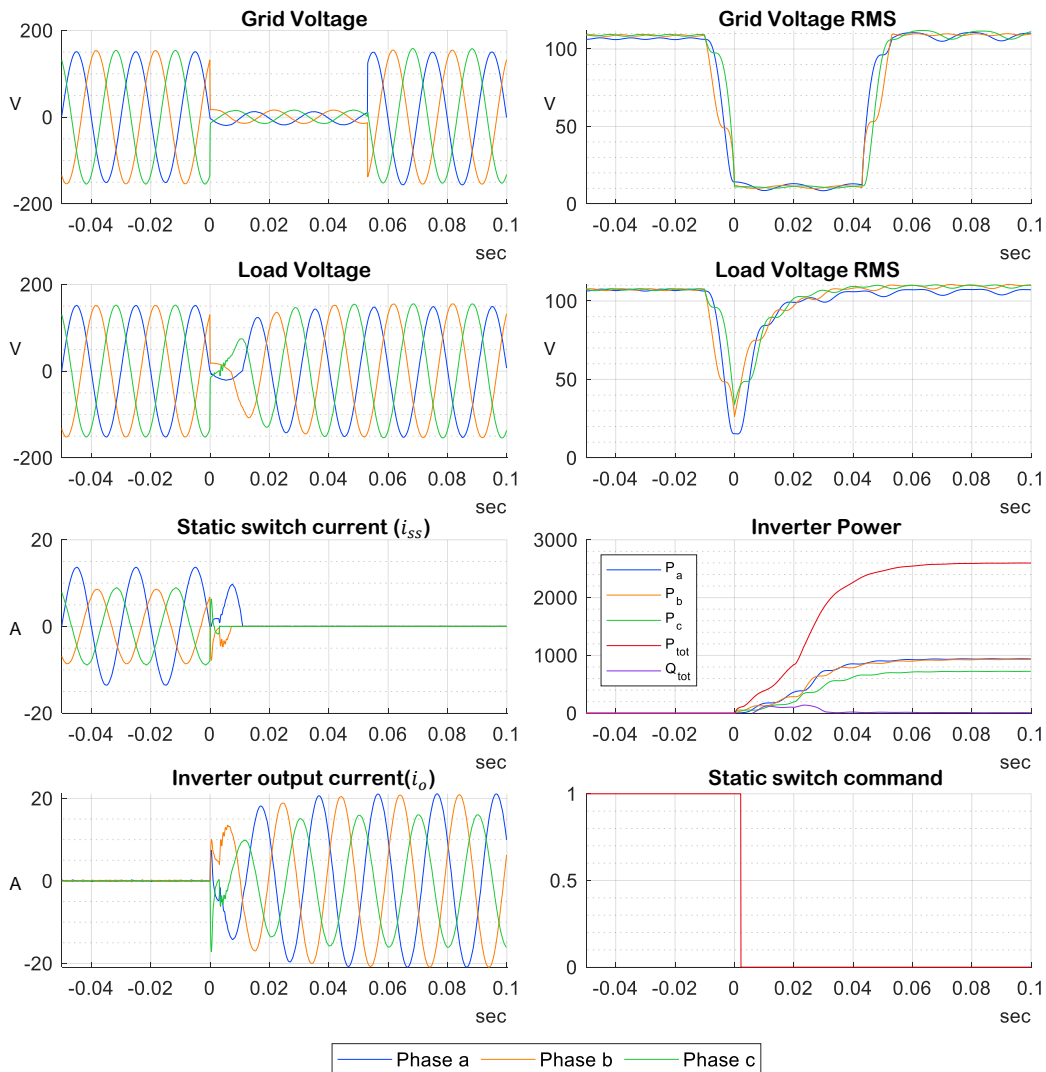 Grid Voltage
200
V
0
-200
-0.04 -0.02 0 0.02 0.04 0.06 0.08 0.1
sec
Grid Voltage RMS
100
V
50
0
-0.04 -0.02 0 0.02 0.04 0.06 0.08 0.1
sec
Load Voltage
200
V
0
-200
-0.04 -0.02 0 0.02 0.04 0.06 0.08 0.1
sec
Load Voltage RMS
100
V
50
0
-0.04 -0.02 0 0.02 0.04 0.06 0.08 0.1
sec
Static switch current (i_ss)
20
A
0
-20
-0.04 -0.02 0 0.02 0.04 0.06 0.08 0.1
sec
Inverter Power
3000
2000
1000
0
P_a
P_b
P_c
P_tot
Q_tot
-0.04 -0.02 0 0.02 0.04 0.06 0.08 0.1
sec
Inverter output current(i_o)
20
A
0
-20
-0.04 -0.02 0 0.02 0.04 0.06 0.08 0.1
sec
Static switch command
1
0.5
0
-0.04 -0.02 0 0.02 0.04 0.06 0.08 0.1
sec
Phase a Phase b Phase c